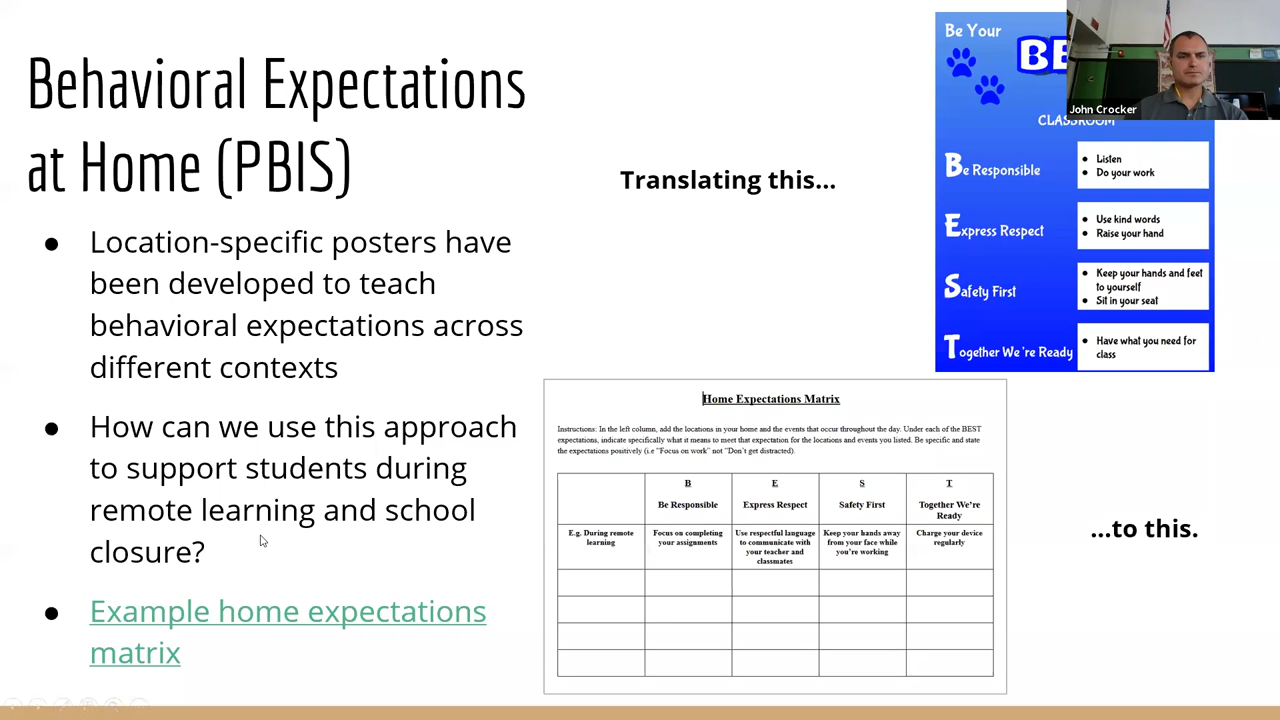 Behavioral Expectations
at Home (PBIS)
● Location-specific posters have
been developed to teach
behavioral expectations across
different contexts
● How can we use this approach
to support students during
remote learning and school
closure?
● Example home expectations
matrix
Translating this...
Be Your
BE
John Crocker
CLASSROOM
Be Responsible
● Listen
● Do your work
Express Respect
● Use kind words
● Raise your hand
Safety First
● Keep your hands and feet
to yourself
● Sit in your seat
Together We're Ready
● Have what you need for
class
Home Expectations Matrix
Instructions: In the left column, add the locations in your home and the events that occur throughout the day. Under each of the BEST
expectations, indicate specifically what it means to meet that expectation for the locations and events you listed. Be specific and state
the expectations positively (i.e "Focus on work" not "Don't get distracted).
B
Be Responsible
E
Express Respect
S
Safety First
T
Together We're
Ready
E.g. During remote
learning
Focus on completing
your assignments
Use respectful language
to communicate with
your teacher and
classmates
Keep your hands away
from your face while
you're working
Charge your device
regularly
...to this.